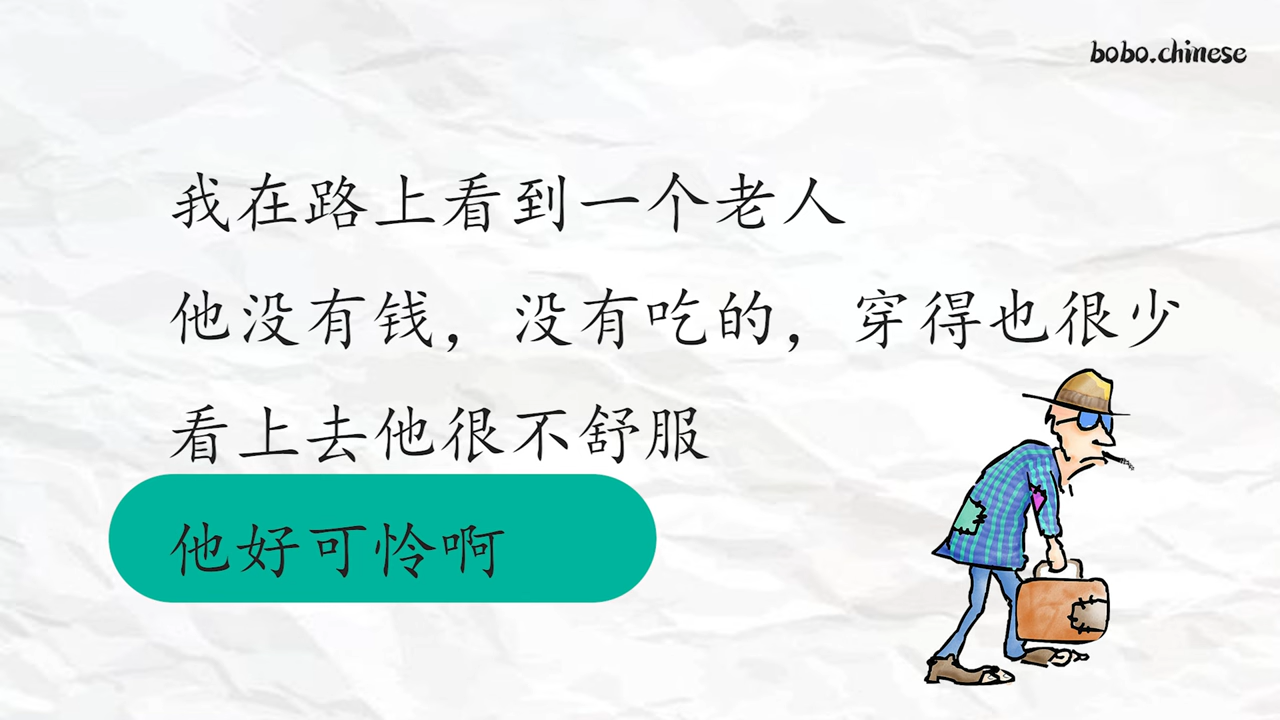 bobo.chinese
我在路上看到一个老人
他没有钱，没有吃的，穿得也很少
看上去他很不舒服
他好可怜啊